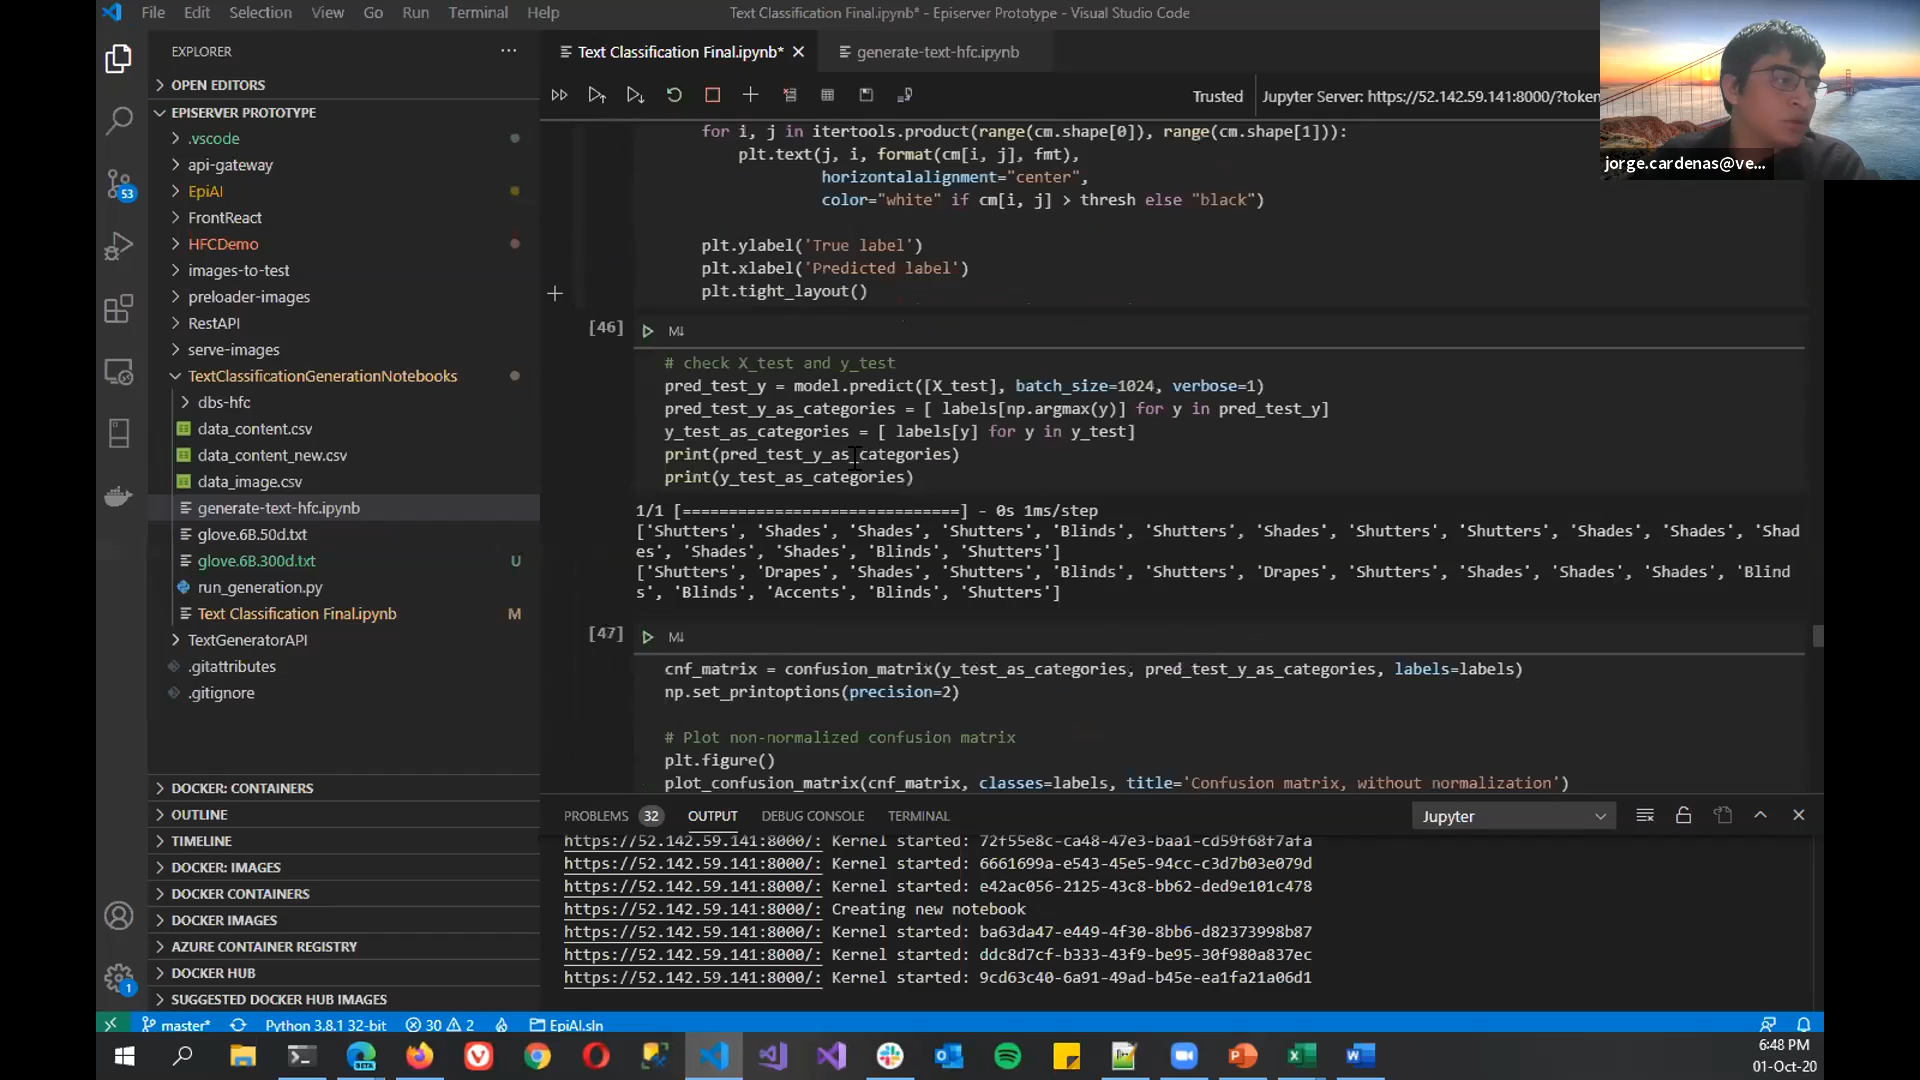 File Edit Selection View Go Run Terminal Help
Text Classification Final.ipynb* - Episerver Prototype - Visual Studio Code
EXPLORER
OPEN EDITORS
EPISERVER PROTOTYPE
.vscode
api-gateway
EpiAI
FrontReact
HFCDemo
images-to-test
preloader-images
RestAPI
serve-images
TextClassificationGenerationNotebooks
dbs-hfc
data_content.csv
data_content_new.csv
data_image.csv
generate-text-hfc.ipynb
glove.6B.50d.txt
glove.6B.300d.txt U
run_generation.py
Text Classification Final.ipynb M
TextGeneratorAPI
.gitattributes
.gitignore
DOCKER: CONTAINERS
OUTLINE
TIMELINE
DOCKER: IMAGES
DOCKER CONTAINERS
DOCKER IMAGES
AZURE CONTAINER REGISTRY
DOCKER HUB
SUGGESTED DOCKER HUB IMAGES
53
1
Text Classification Final.ipynb* generate-text-hfc.ipynb
Trusted Jupyter Server: https://52.142.59.141:8000/?token
jorge.cardenas@ve...
for i, j in itertools.product(range(cm.shape[0]), range(cm.shape[1])):
plt.text(j, i, format(cm[i, j], fmt),
horizontalalignment="center",
color="white" if cm[i, j] > thresh else "black")
plt.ylabel('True label')
plt.xlabel('Predicted label')
plt.tight_layout()
[46] M↓
# check X_test and y_test
pred_test_y = model.predict([X_test], batch_size=1024, verbose=1)
pred_test_y_as_categories = [ labels[np.argmax(y)] for y in pred_test_y]
y_test_as_categories = [ labels[y] for y in y_test]
print(pred_test_y_as_categories)
print(y_test_as_categories)
1/1 [==============================] - 0s 1ms/step
['Shutters', 'Shades', 'Shades', 'Shutters', 'Blinds', 'Shutters', 'Shades', 'Shutters', 'Shutters', 'Shades', 'Shades', 'Shad
es', 'Shades', 'Shades', 'Blinds', 'Shutters']
['Shutters', 'Drapes', 'Shades', 'Shutters', 'Blinds', 'Shutters', 'Drapes', 'Shutters', 'Shades', 'Shades', 'Shades', 'Blind
s', 'Blinds', 'Accents', 'Blinds', 'Shutters']
[47] M↓
cnf_matrix = confusion_matrix(y_test_as_categories, pred_test_y_as_categories, labels=labels)
np.set_printoptions(precision=2)
# Plot non-normalized confusion matrix
plt.figure()
plot_confusion_matrix(cnf_matrix, classes=labels, title='Confusion matrix, without normalization')
PROBLEMS 32 OUTPUT DEBUG CONSOLE TERMINAL Jupyter
https://52.142.59.141:8000/: Kernel started: 72f55e8c-ca48-47e3-baa1-cd59f68f7afa
https://52.142.59.141:8000/: Kernel started: 6661699a-e543-45e5-94cc-c3d7b03e079d
https://52.142.59.141:8000/: Kernel started: e42ac056-2125-43c8-bb62-ded9e101c478
https://52.142.59.141:8000/: Creating new notebook
https://52.142.59.141:8000/: Kernel started: ba63da47-e449-4f30-8bb6-d82373998b87
https://52.142.59.141:8000/: Kernel started: ddc8d7cf-b333-43f9-be95-30f980a837ec
https://52.142.59.141:8000/: Kernel started: 9cd63c40-6a91-49ad-b45e-ea1fa21a06d1
master* Python 3.8.1 32-bit 30 2 EpiAI.sln
BETA
6:48 PM
01-Oct-20